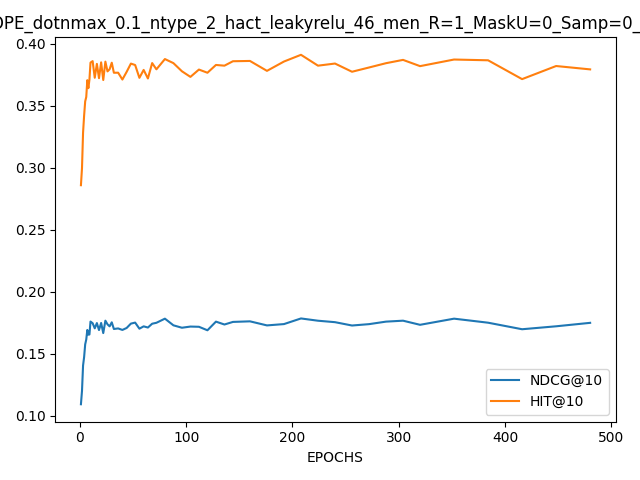 OPE_dotnmax_0.1_ntype_2_hact_leakyrelu_46_men_R=1_MaskU=0_Samp=0_
0.40
0.35
0.30
0.25
0.20
0.15
0.10
NDCG@10
HIT@10
0 100 200 300 400 500
EPOCHS